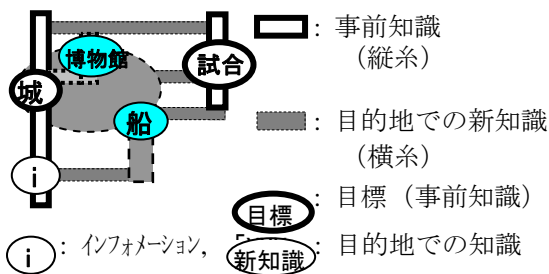 博物館
試合
城
船
i
: 事前知識
(縦糸)
: 目的地での新知識
(横糸)
目標
: 目標（事前知識）
i : インフォメーション,
新知識
: 目的地での知識